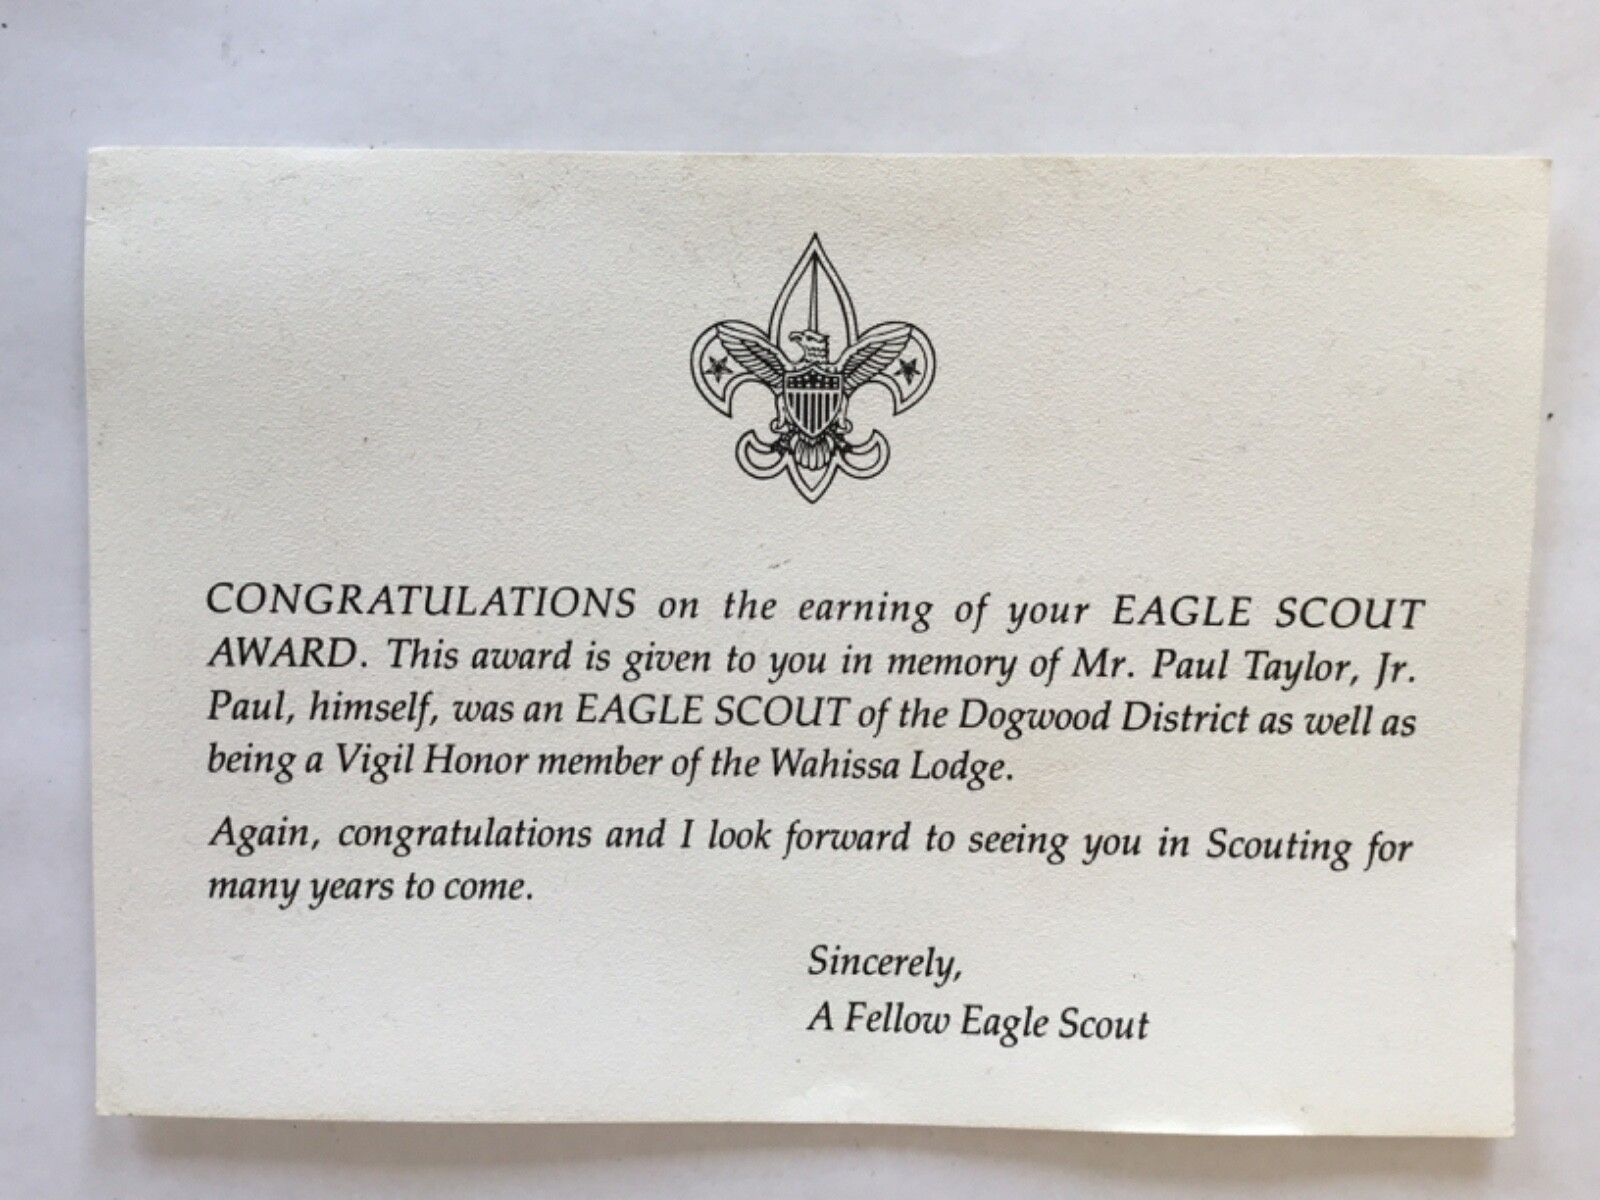 CONGRATULATIONS on the earning of your EAGLE SCOUT
AWARD. This award is given to you in memory of Mr. Paul Taylor, Jr.
Paul, himself, was an EAGLE SCOUT of the Dogwood District as well as
being a Vigil Honor member of the Wahissa Lodge.
Again, congratulations and I look forward to seeing you in Scouting for
many years to come.
Sincerely,
A Fellow Eagle Scout